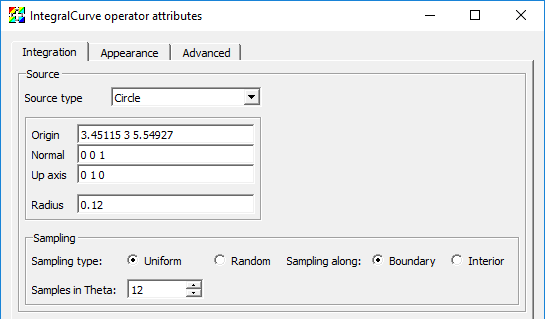 IntegralCurve operator attributes
Integration Appearance Advanced
Source
Source type Circle
Origin 3.45115 3 5.54927
Normal 0 0 1
Up axis 0 1 0
Radius 0.12
Sampling
Sampling type: Uniform Random Sampling along: Boundary Interior
Samples in Theta: 12